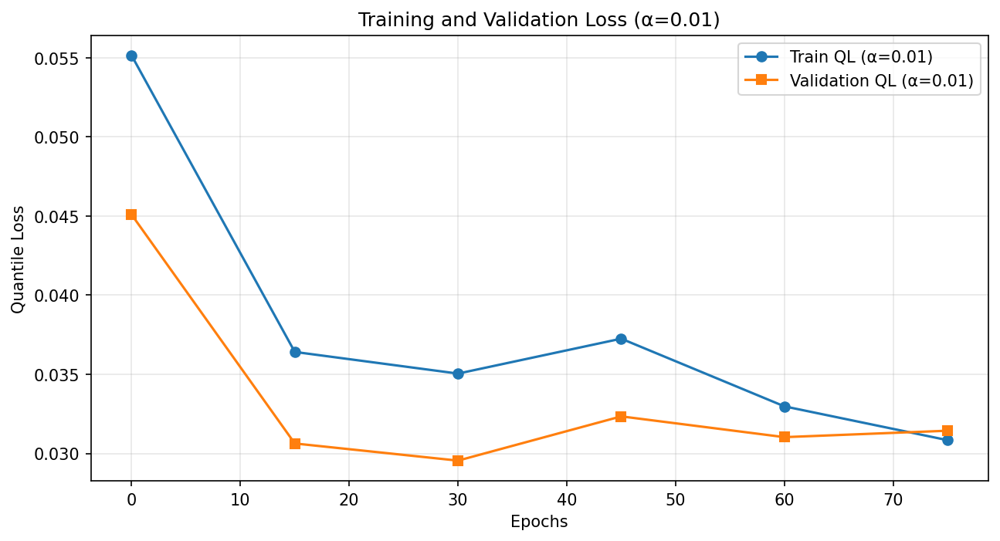 Training and Validation Loss (α=0.01)
Train QL (α=0.01)
Validation QL (α=0.01)
Quantile Loss
0.055
0.050
0.045
0.040
0.035
0.030
0 10 20 30 40 50 60 70
Epochs